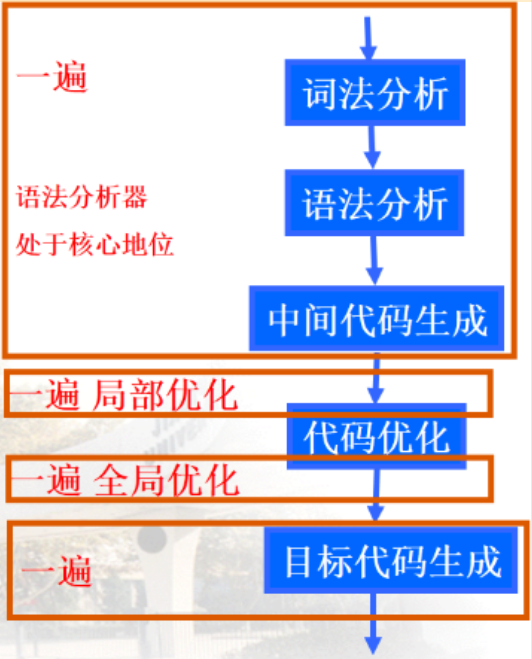 一遍
词法分析
语法分析器
处于核心地位
语法分析
中间代码生成
一遍 局部优化
代码优化
一遍 全局优化
一遍
目标代码生成